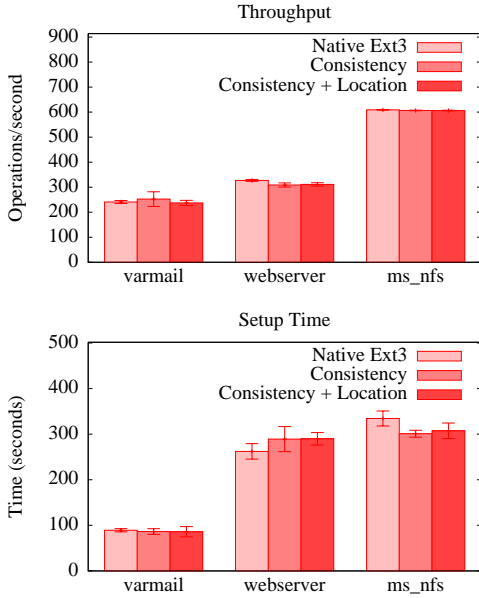 Throughput
900
800
700
600
500
400
300
200
100
0
Operations/second
Native Ext3
Consistency
Consistency + Location
varmail webserver ms_nfs
Setup Time
500
400
300
200
100
0
Time (seconds)
Native Ext3
Consistency
Consistency + Location
varmail webserver ms_nfs